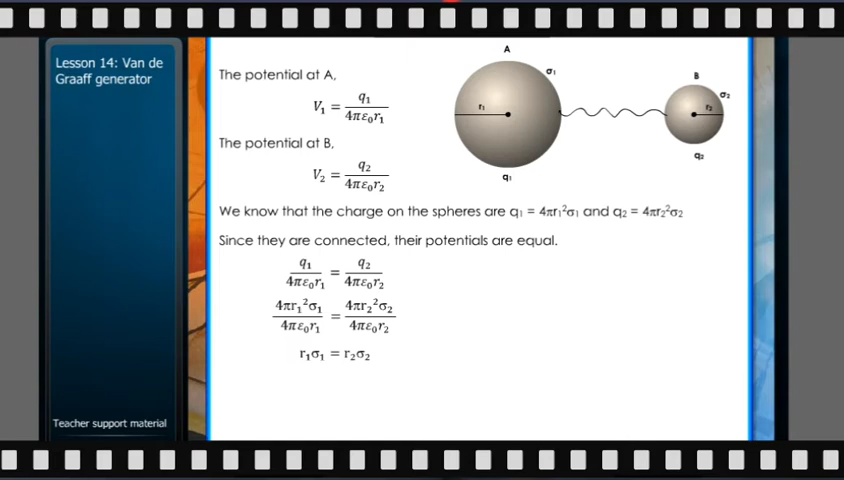 Lesson 14: Van de
Graaff generator
The potential at A,
V₁ = q₁ / 4πε₀r₁
The potential at B,
V₂ = q₂ / 4πε₀r₂
A
σ₁
r₁
q₁
B
σ₂
r₂
q₂
We know that the charge on the spheres are q₁ = 4πr₁²σ₁ and q₂ = 4πr₂²σ₂
Since they are connected, their potentials are equal.
q₁ / 4πε₀r₁ = q₂ / 4πε₀r₂
4πr₁²σ₁ / 4πε₀r₁ = 4πr₂²σ₂ / 4πε₀r₂
r₁σ₁ = r₂σ₂
Teacher support material